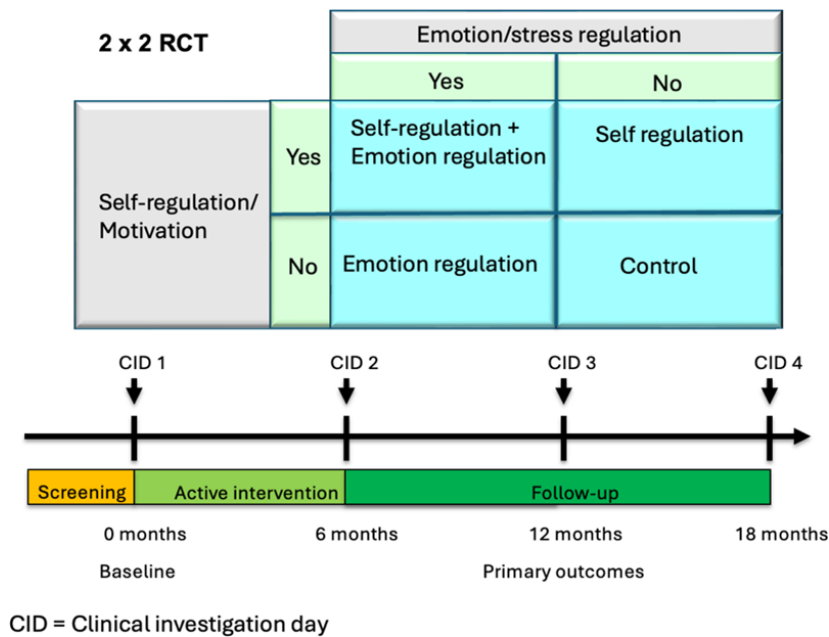 2 x 2 RCT
Emotion/stress regulation
Yes
No
Self-regulation/
Motivation
Yes
Self-regulation +
Emotion regulation
Self regulation
No
Emotion regulation
Control
CID 1
CID 2
CID 3
CID 4
Screening
Active intervention
Follow-up
0 months
6 months
12 months
18 months
Baseline
Primary outcomes
CID = Clinical investigation day